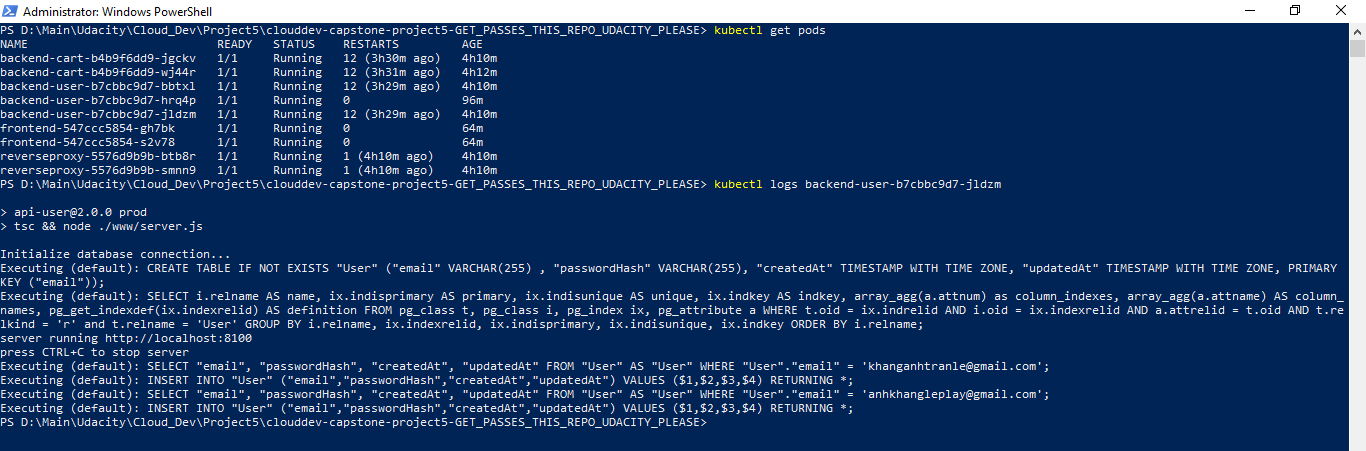 Administrator: Windows PowerShell
PS D:\Main\Udacity\Cloud_Dev\Project5\clouddev-capstone-project5-GET_PASSES_THIS_REPO_UDACITY_PLEASE> kubectl get pods
NAME READY STATUS RESTARTS AGE
backend-cart-b4b9f6dd9-jgckv 1/1 Running 12 (3h30m ago) 4h10m
backend-cart-b4b9f6dd9-wj44r 1/1 Running 12 (3h31m ago) 4h12m
backend-user-b7cbbc9d7-bbtxl 1/1 Running 12 (3h29m ago) 4h10m
backend-user-b7cbbc9d7-hrq4p 1/1 Running 0 96m
backend-user-b7cbbc9d7-jldzm 1/1 Running 12 (3h29m ago) 4h10m
frontend-547ccc5854-gh7bk 1/1 Running 0 64m
frontend-547ccc5854-s2v78 1/1 Running 0 64m
reverseproxy-5576d9b9b-btb8r 1/1 Running 1 (4h10m ago) 4h10m
reverseproxy-5576d9b9b-smnn9 1/1 Running 1 (4h10m ago) 4h10m
PS D:\Main\Udacity\Cloud_Dev\Project5\clouddev-capstone-project5-GET_PASSES_THIS_REPO_UDACITY_PLEASE> kubectl logs backend-user-b7cbbc9d7-jldzm
> api-user@2.0.0 prod
> tsc && node ./www/server.js
Initialize database connection...
Executing (default): CREATE TABLE IF NOT EXISTS "User" ("email" VARCHAR(255) , "passwordHash" VARCHAR(255), "createdAt" TIMESTAMP WITH TIME ZONE, "updatedAt" TIMESTAMP WITH TIME ZONE, PRIMARY
KEY ("email"));
Executing (default): SELECT i.relname AS name, ix.indisprimary AS primary, ix.indisunique AS unique, ix.indkey AS indkey, array_agg(a.attnum) as column_indexes, array_agg(a.attname) AS column_
names, pg_get_indexdef(ix.indexrelid) AS definition FROM pg_class t, pg_class i, pg_index ix, pg_attribute a WHERE t.oid = ix.indrelid AND i.oid = ix.indexrelid AND a.attrelid = t.oid AND t.re
lkind = 'r' and t.relname = 'User' GROUP BY i.relname, ix.indexrelid, ix.indisprimary, ix.indisunique, ix.indkey ORDER BY i.relname;
server running http://localhost:8100
press CTRL+C to stop server
Executing (default): SELECT "email", "passwordHash", "createdAt", "updatedAt" FROM "User" AS "User" WHERE "User"."email" = 'khanganhtranle@gmail.com';
Executing (default): INSERT INTO "User" ("email","passwordHash","createdAt","updatedAt") VALUES ($1,$2,$3,$4) RETURNING *;
Executing (default): SELECT "email", "passwordHash", "createdAt", "updatedAt" FROM "User" AS "User" WHERE "User"."email" = 'anhkhangleplay@gmail.com';
Executing (default): INSERT INTO "User" ("email","passwordHash","createdAt","updatedAt") VALUES ($1,$2,$3,$4) RETURNING *;
PS D:\Main\Udacity\Cloud_Dev\Project5\clouddev-capstone-project5-GET_PASSES_THIS_REPO_UDACITY_PLEASE>